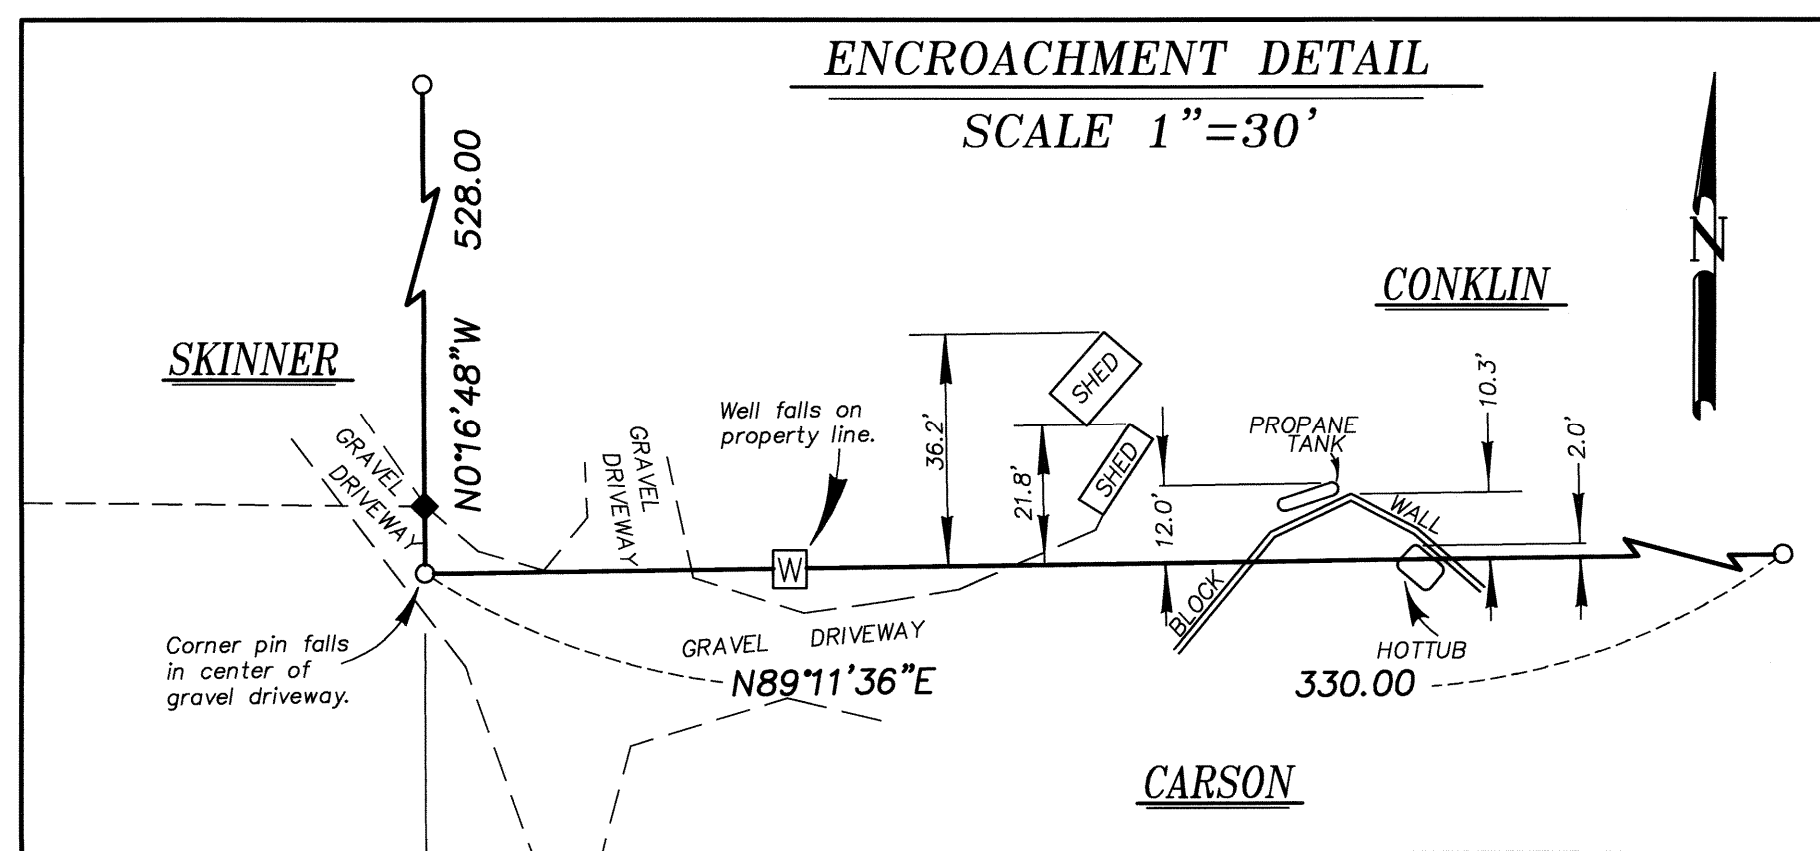 ENCROACHMENT DETAIL
SCALE 1"=30'
N
528.00
N0°16'48"W
SKINNER
CONKLIN
GRAVEL
DRIVEWAY
GRAVEL
DRIVEWAY
Well falls on
property line.
W
36.2'
21.8'
SHED
SHED
12.0'
PROPANE
TANK
10.3'
2.0'
WALL
BLOCK
HOTTUB
Corner pin falls
in center of
gravel driveway.
GRAVEL DRIVEWAY
N89°11'36"E
330.00
CARSON